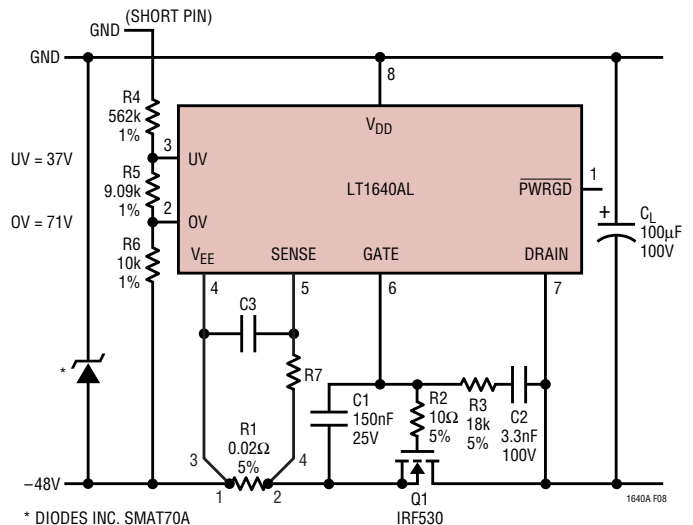 (SHORT PIN)
GND
GND
8
R4
562k
1%
VDD
3
UV
UV = 37V
R5
9.09k
1%
LT1640AL
PWRGD
1
2
OV
OV = 71V
R6
10k
1%
+
CL
100µF
100V
VEE
SENSE
GATE
DRAIN
4
5
6
7
C3
*
R7
C1
150nF
25V
R2
10Ω
5%
R3
18k
5%
C2
3.3nF
100V
R1
0.02Ω
5%
3
4
−48V
1
2
Q1
IRF530
1640A F08
* DIODES INC. SMAT70A